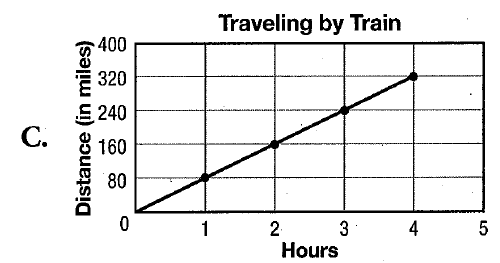 Traveling by Train
C.
Distance (in miles)
400
320
240
160
80
0
1 2 3 4 5
Hours